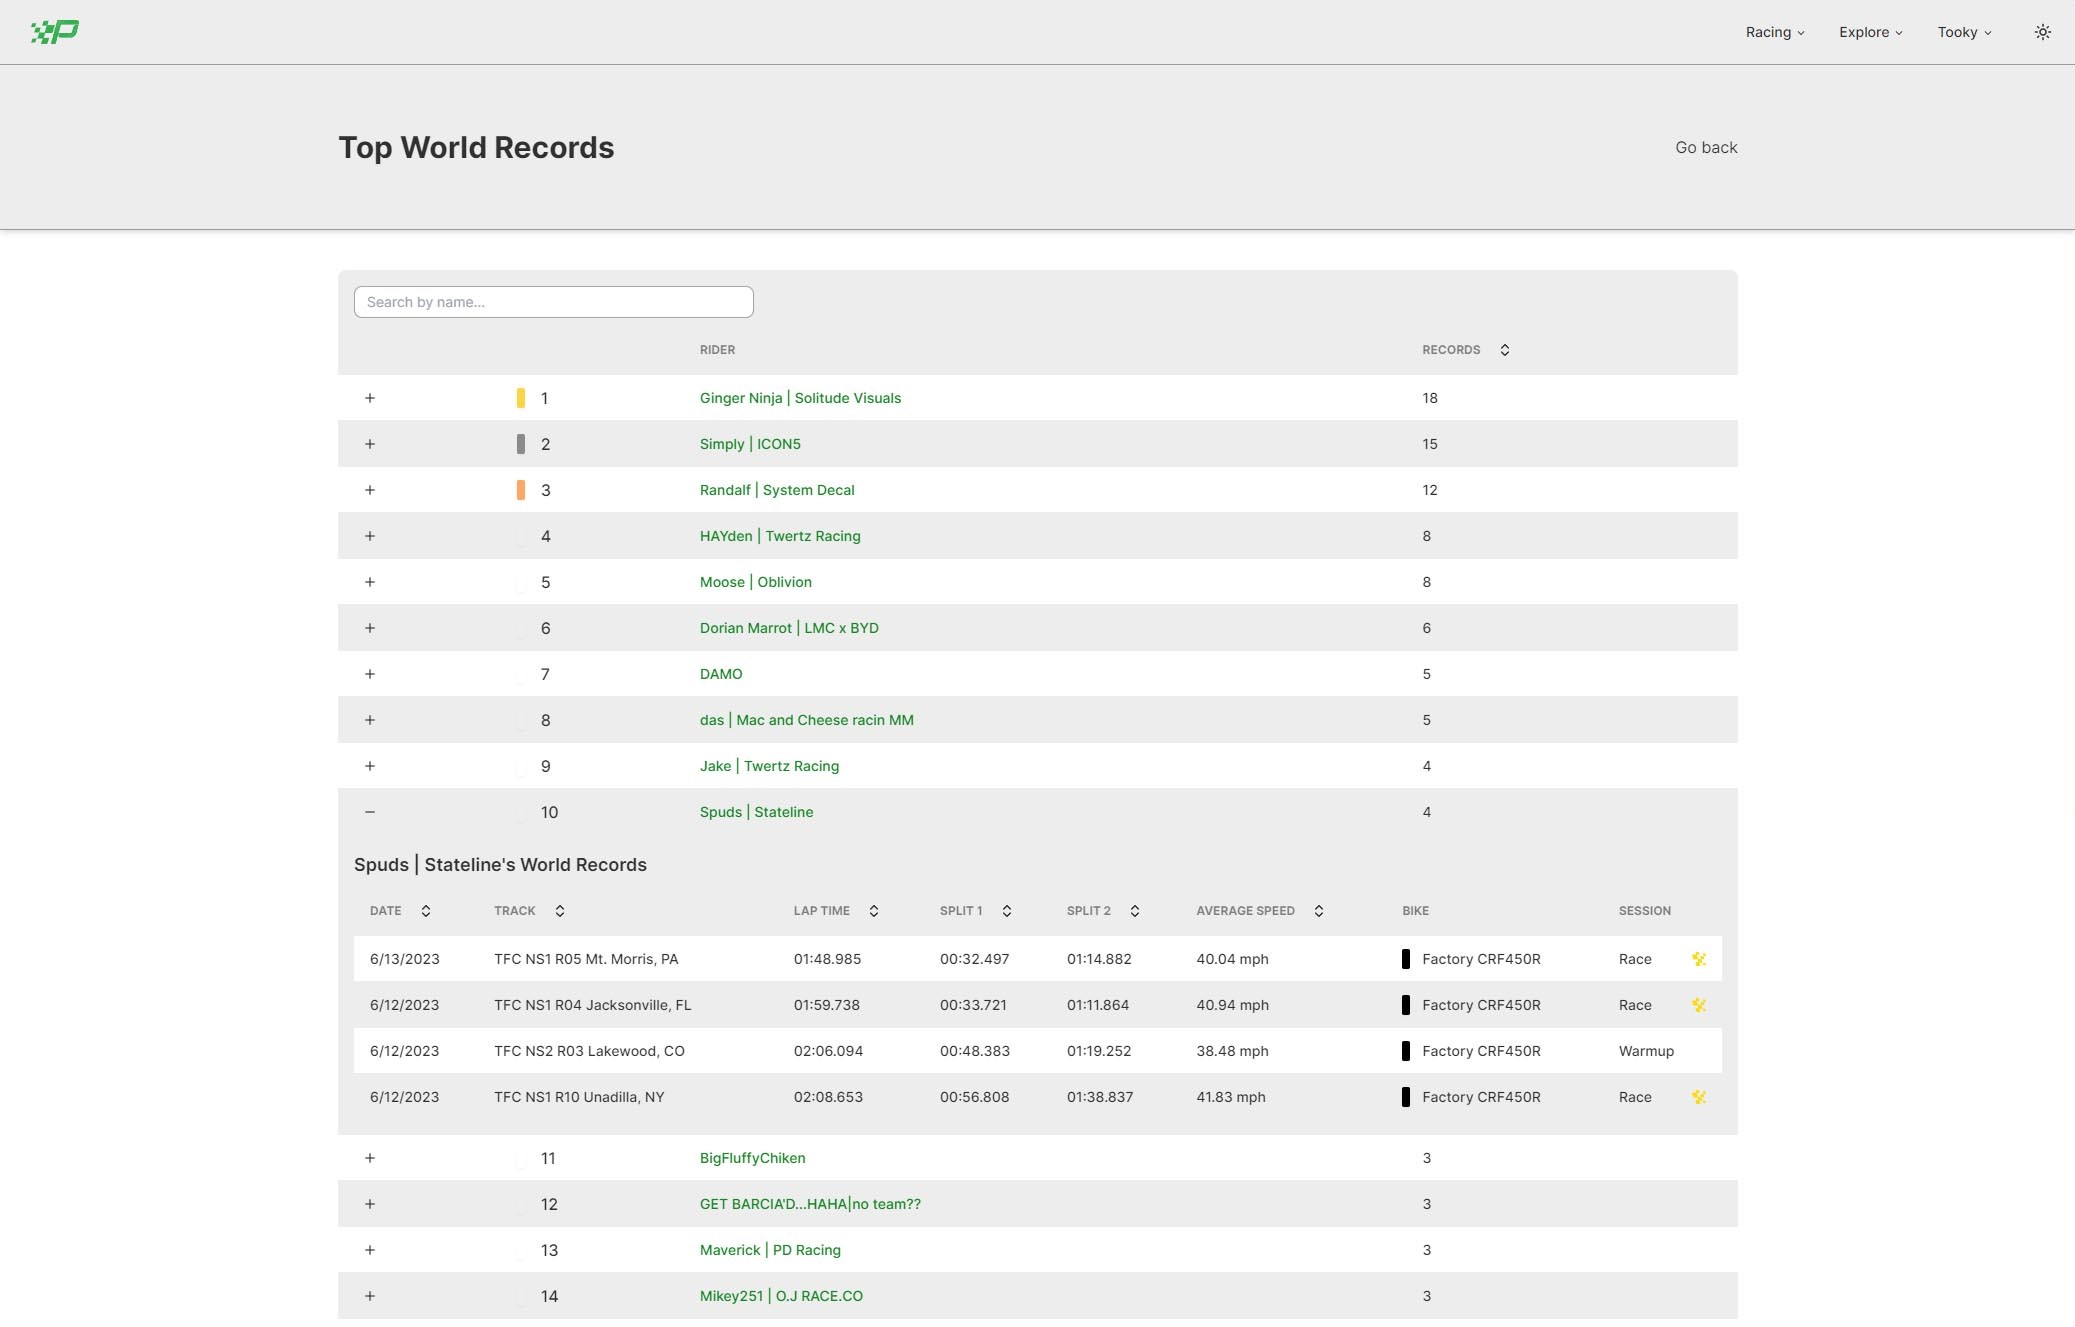 Racing Explore Tooky
Top World Records
Go back
Search by name...
RIDER RECORDS
1 Ginger Ninja | Solitude Visuals 18
2 Simply | ICON5 15
3 Randalf | System Decal 12
4 HAYden | Twertz Racing 8
5 Moose | Oblivion 8
6 Dorian Marrot | LMC x BYD 6
7 DAMO 5
8 das | Mac and Cheese racin MM 5
9 Jake | Twertz Racing 4
10 Spuds | Stateline 4
Spuds | Stateline's World Records
DATE TRACK LAP TIME SPLIT 1 SPLIT 2 AVERAGE SPEED BIKE SESSION
6/13/2023 TFC NS1 R05 Mt. Morris, PA 01:48.985 00:32.497 01:14.882 40.04 mph Factory CRF450R Race
6/12/2023 TFC NS1 R04 Jacksonville, FL 01:59.738 00:33.721 01:11.864 40.94 mph Factory CRF450R Race
6/12/2023 TFC NS2 R03 Lakewood, CO 02:06.094 00:48.383 01:19.252 38.48 mph Factory CRF450R Warmup
6/12/2023 TFC NS1 R10 Unadilla, NY 02:08.653 00:56.808 01:38.837 41.83 mph Factory CRF450R Race
11 BigFluffyChiken 3
12 GET BARCIA'D...HAHA|no team?? 3
13 Maverick | PD Racing 3
14 Mikey251 | O.J RACE.CO 3